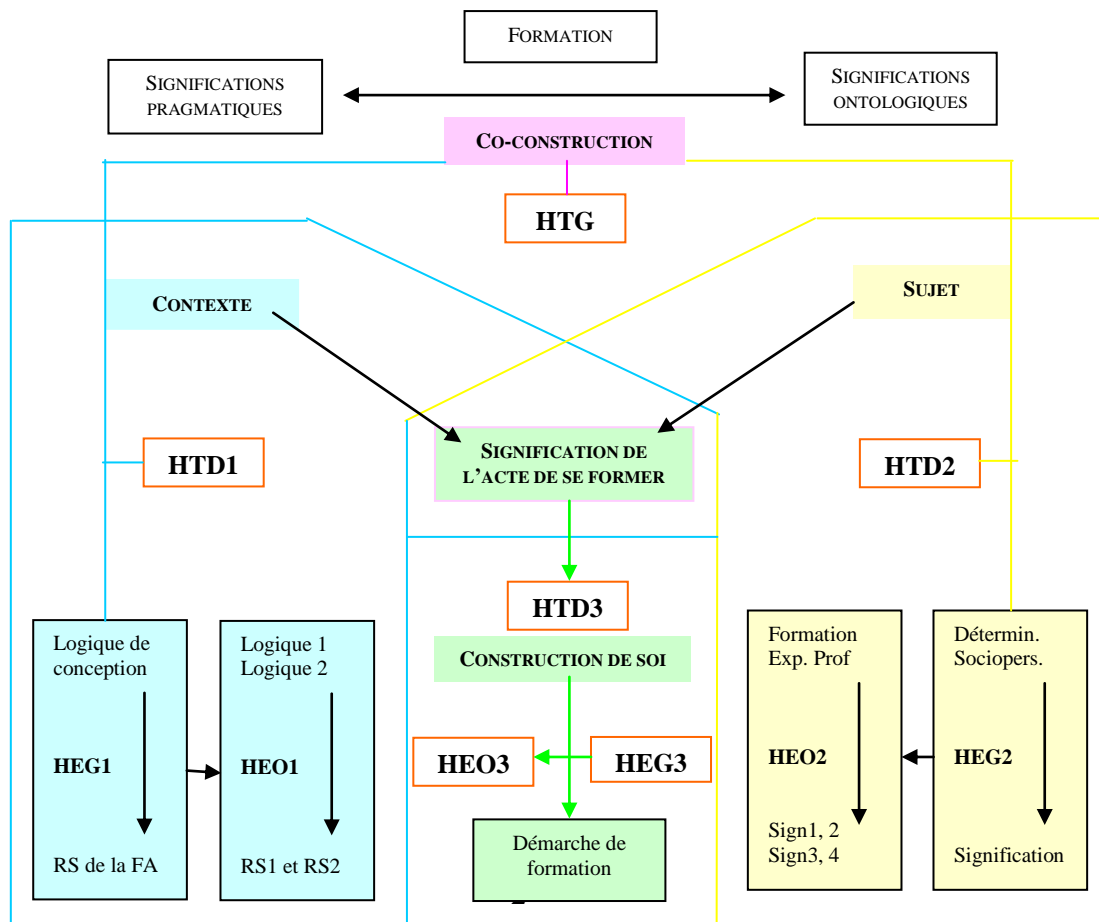 FORMATION
SIGNIFICATIONS
PRAGMATIQUES
SIGNIFICATIONS
ONTOLOGIQUES
CO-CONSTRUCTION
HTG
CONTEXTE
SUJET
SIGNIFICATION DE
L'ACTE DE SE FORMER
HTD1
HTD2
HTD3
CONSTRUCTION DE SOI
Logique de
conception
HEG1
RS de la FA
Logique 1
Logique 2
HEO1
RS1 et RS2
HEO3
HEG3
Démarche de
formation
Formation
Exp. Prof
HEO2
Sign1, 2
Sign3, 4
Détermin.
Sociopers.
HEG2
Signification